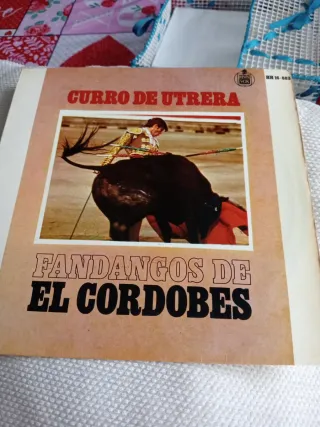 CURRO DE UTRERA
FANDANGOS DE
EL CORDOBES